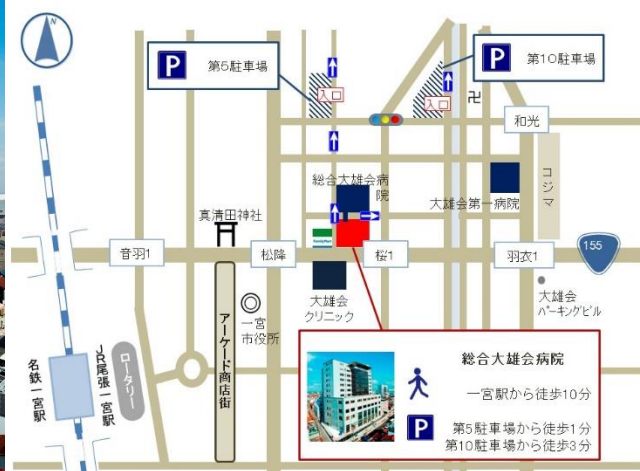 P 第5駐車場
P 第10駐車場
入口
入口
卍
和光
総合大雄会病
院
大雄会第一病院
コジマ
真清田神社
FamilyMart
音羽1
松降
桜1
羽衣1
155
大雄会
クリニック
大雄会
パーキングビル
一宮
市役所
アーケード商店街
ロータリー
JR尾張一宮駅
名鉄一宮駅
総合大雄会病院
一宮駅から徒歩10分
P 第5駐車場から徒歩1分
第10駐車場から徒歩3分